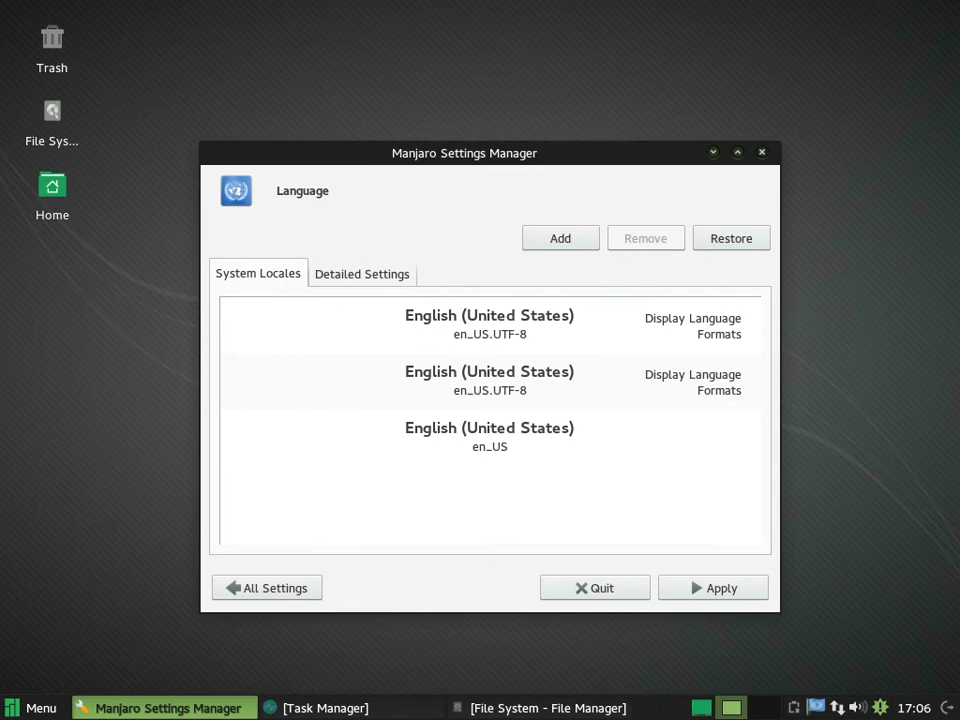 Trash
File Sys...
Home
Manjaro Settings Manager
Language
Add
Remove
Restore
System Locales
Detailed Settings
English (United States)
en_US.UTF-8
Display Language
Formats
English (United States)
en_US.UTF-8
Display Language
Formats
English (United States)
en_US
All Settings
Quit
Apply
Menu
Manjaro Settings Manager
[Task Manager]
[File System - File Manager]
17:06